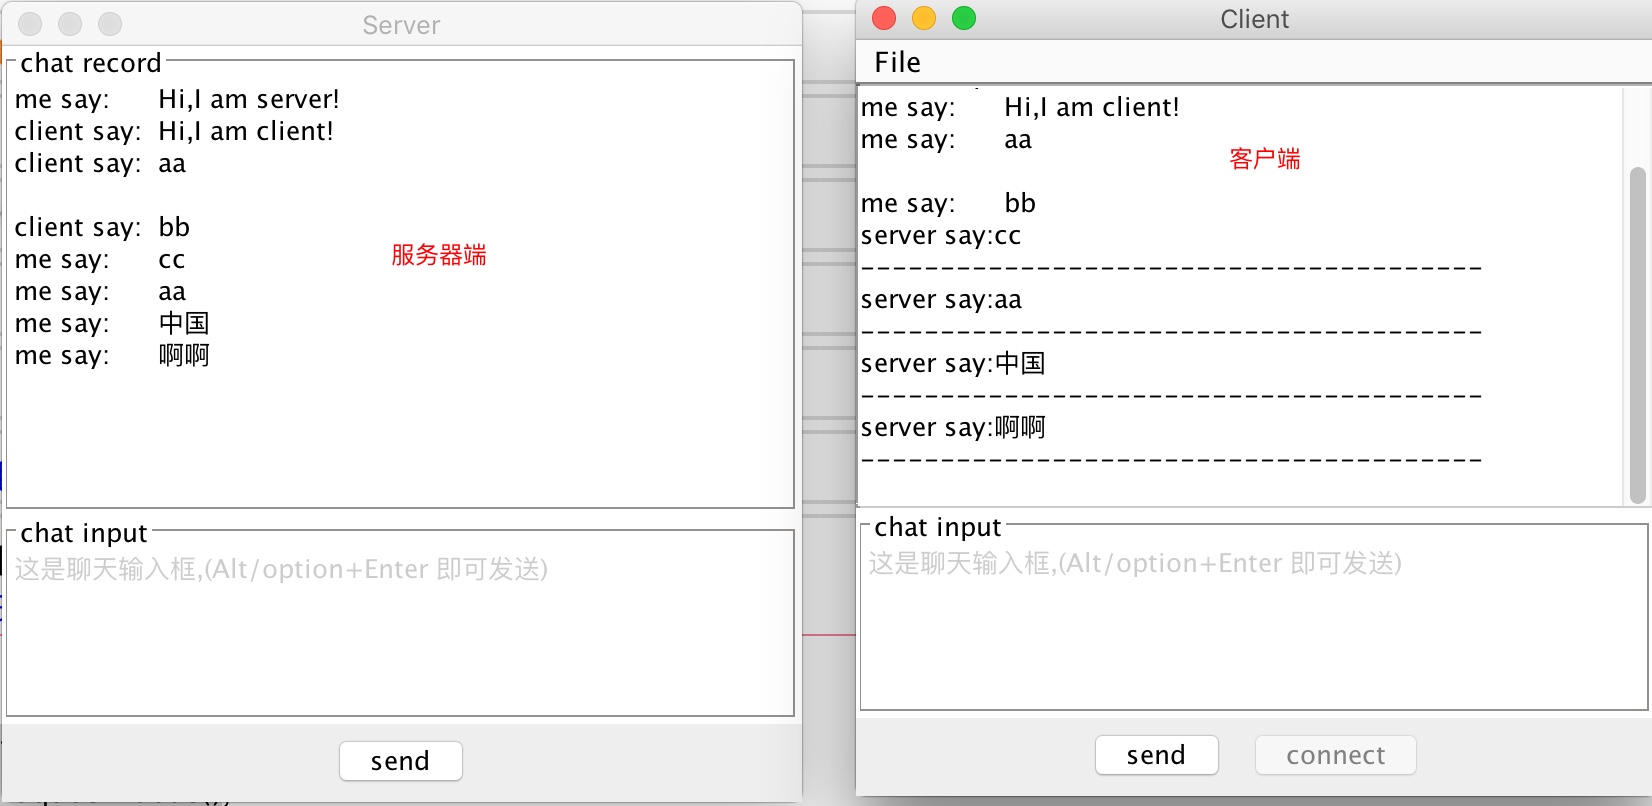 Server
chat record
me say: Hi,I am server!
client say: Hi,I am client!
client say: aa
client say: bb
me say: cc
me say: aa
me say: 中国
me say: 啊啊
服务器端
chat input
这是聊天输入框,(Alt/option+Enter 即可发送)
send
Client
File
me say: Hi,I am client!
me say: aa
客户端
me say: bb
server say:cc
---------------------------------------
server say:aa
---------------------------------------
server say:中国
---------------------------------------
server say:啊啊
---------------------------------------
chat input
这是聊天输入框,(Alt/option+Enter 即可发送)
send connect